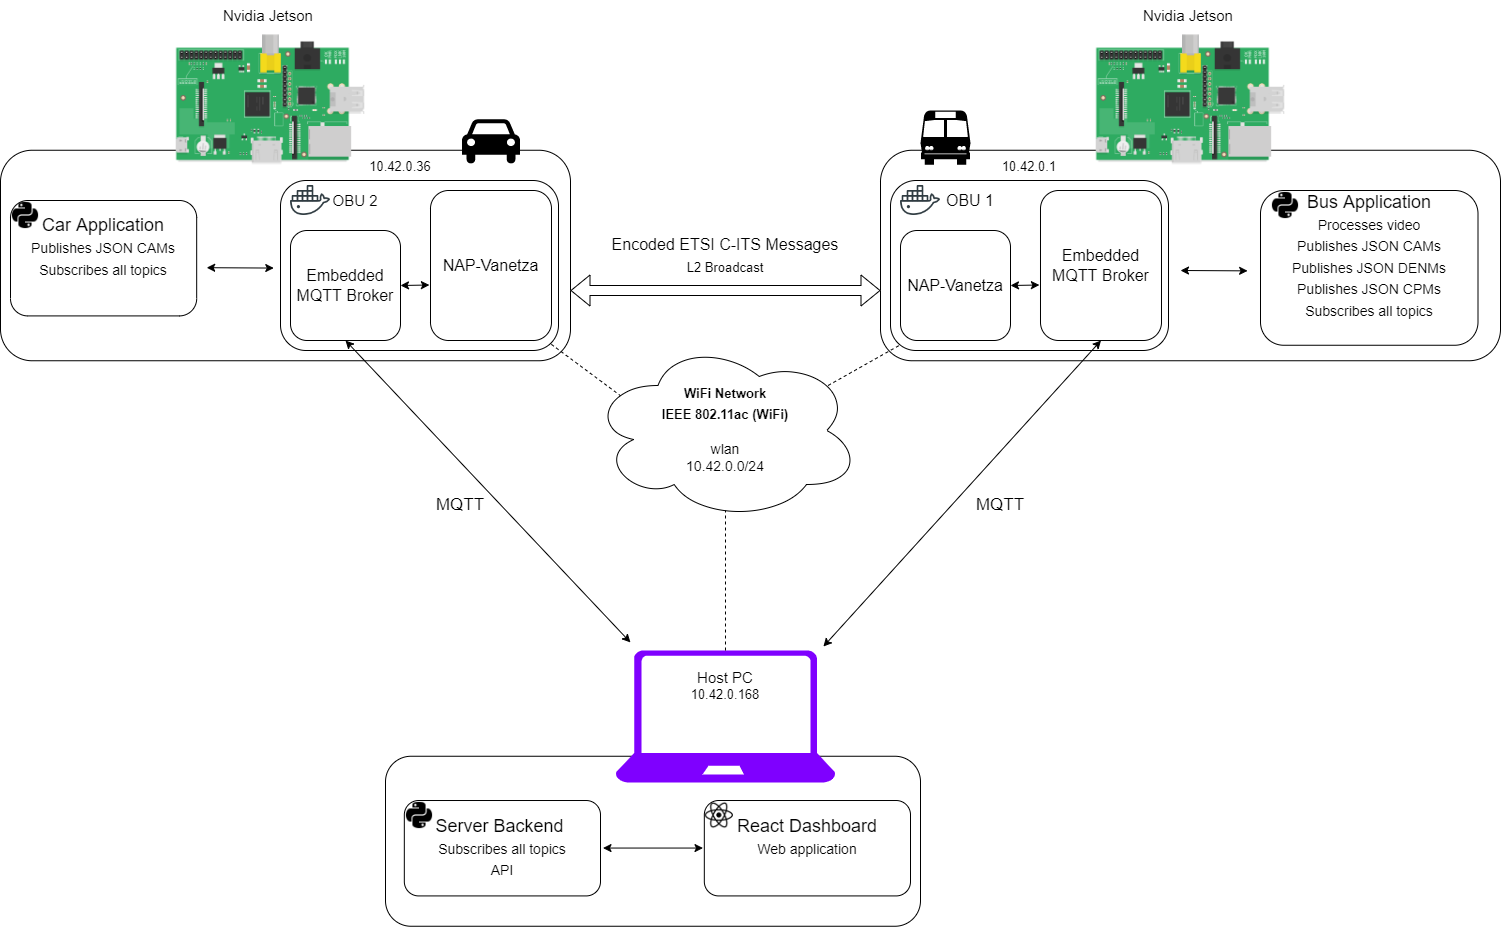 Nvidia Jetson
Nvidia Jetson
10.42.0.36
10.42.0.1
OBU 2
Car Application
Publishes JSON CAMs
Subscribes all topics
Embedded
MQTT Broker
NAP-Vanetza
Encoded ETSI C-ITS Messages
L2 Broadcast
OBU 1
NAP-Vanetza
Embedded
MQTT Broker
Bus Application
Processes video
Publishes JSON CAMs
Publishes JSON DENMs
Publishes JSON CPMs
Subscribes all topics
WiFi Network
IEEE 802.11ac (WiFi)
wlan
10.42.0.0/24
MQTT
MQTT
Host PC
10.42.0.168
Server Backend
Subscribes all topics
API
React Dashboard
Web application